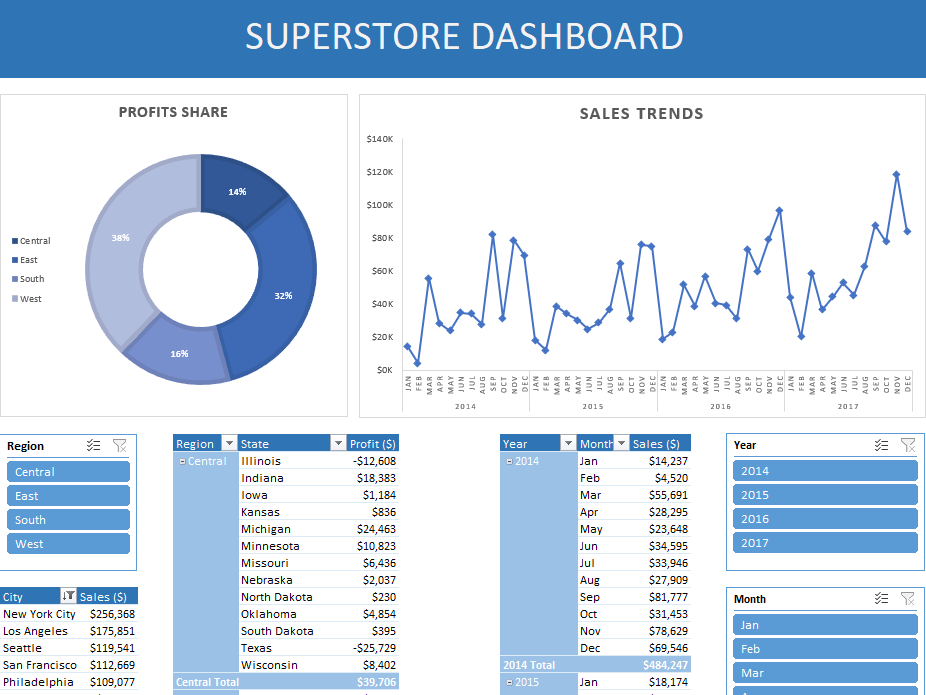 SUPERSTORE DASHBOARD
PROFITS SHARE
14%
38%
32%
16%
Central
East
South
West
SALES TRENDS
$140K
$120K
$100K
$80K
$60K
$40K
$20K
$0K
JAN FEB MAR APR MAY JUN JUL AUG SEP OCT NOV DEC JAN FEB MAR APR MAY JUN JUL AUG SEP OCT NOV DEC JAN FEB MAR APR MAY JUN JUL AUG SEP OCT NOV DEC JAN FEB MAR APR MAY JUN JUL AUG SEP OCT NOV DEC
2014 2015 2016 2017
Region
Central
East
South
West
City Sales ($)
New York City $256,368
Los Angeles $175,851
Seattle $119,541
San Francisco $112,669
Philadelphia $109,077
Region State Profit ($)
Central Illinois -$12,608
Indiana $18,383
Iowa $1,184
Kansas $836
Michigan $24,463
Minnesota $10,823
Missouri $6,436
Nebraska $2,037
North Dakota $230
Oklahoma $4,854
South Dakota $395
Texas -$25,729
Wisconsin $8,402
Central Total $39,706
Year Month Sales ($)
2014 Jan $14,237
Feb $4,520
Mar $55,691
Apr $28,295
May $23,648
Jun $34,595
Jul $33,946
Aug $27,909
Sep $81,777
Oct $31,453
Nov $78,629
Dec $69,546
2014 Total $484,247
2015 Jan $18,174
Year
2014
2015
2016
2017
Month
Jan
Feb
Mar